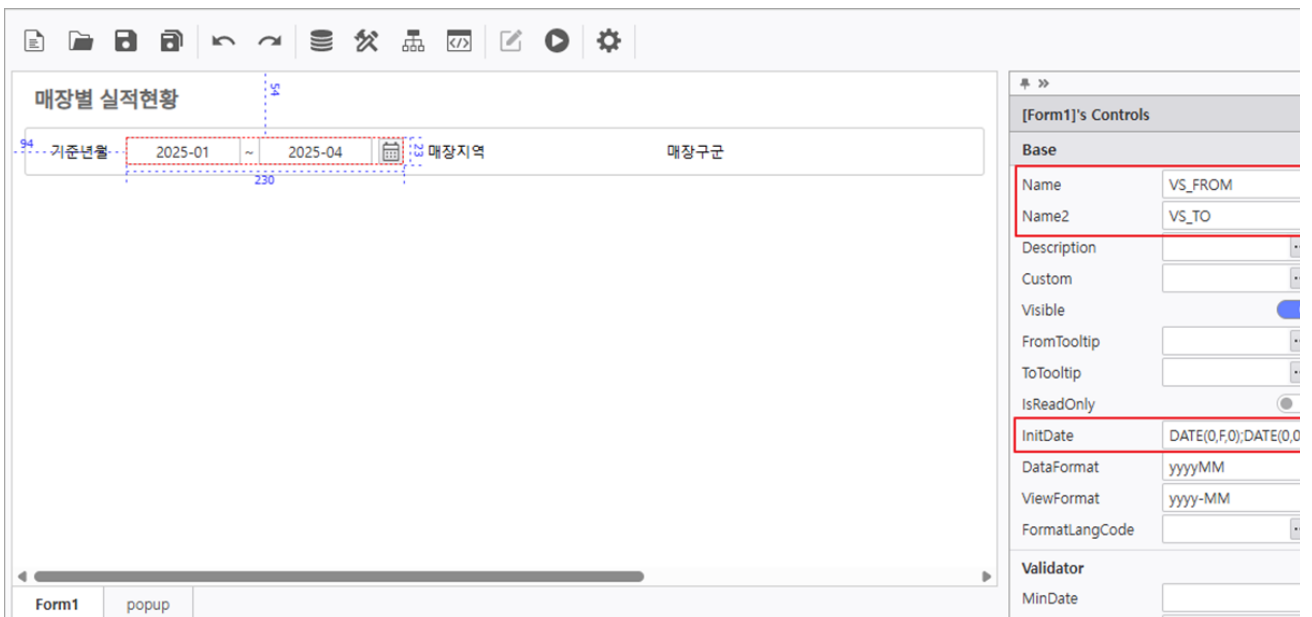 매장별 실적현황
54
94
기준년월
2025-01 ~ 2025-04
23
매장지역
매장구군
230
Form1
popup
[Form1]'s Controls
Base
Name VS_FROM
Name2 VS_TO
Description
Custom
Visible
FromTooltip
ToTooltip
IsReadOnly
InitDate DATE(0,F,0);DATE(0,0
DataFormat yyyyMM
ViewFormat yyyy-MM
FormatLangCode
Validator
MinDate